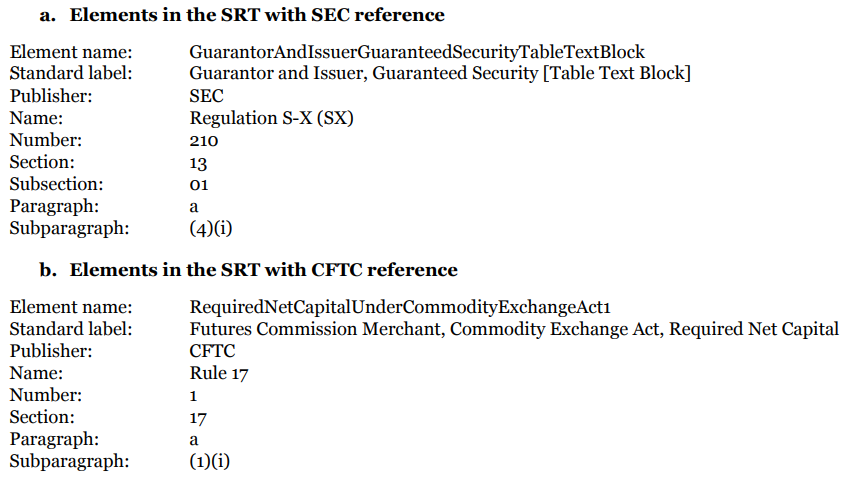 a. Elements in the SRT with SEC reference
Element name: GuarantorAndIssuerGuaranteedSecurityTableTextBlock
Standard label: Guarantor and Issuer, Guaranteed Security [Table Text Block]
Publisher: SEC
Name: Regulation S-X (SX)
Number: 210
Section: 13
Subsection: 01
Paragraph: a
Subparagraph: (4)(i)
b. Elements in the SRT with CFTC reference
Element name: RequiredNetCapitalUnderCommodityExchangeAct1
Standard label: Futures Commission Merchant, Commodity Exchange Act, Required Net Capital
Publisher: CFTC
Name: Rule 17
Number: 1
Section: 17
Paragraph: a
Subparagraph: (1)(i)